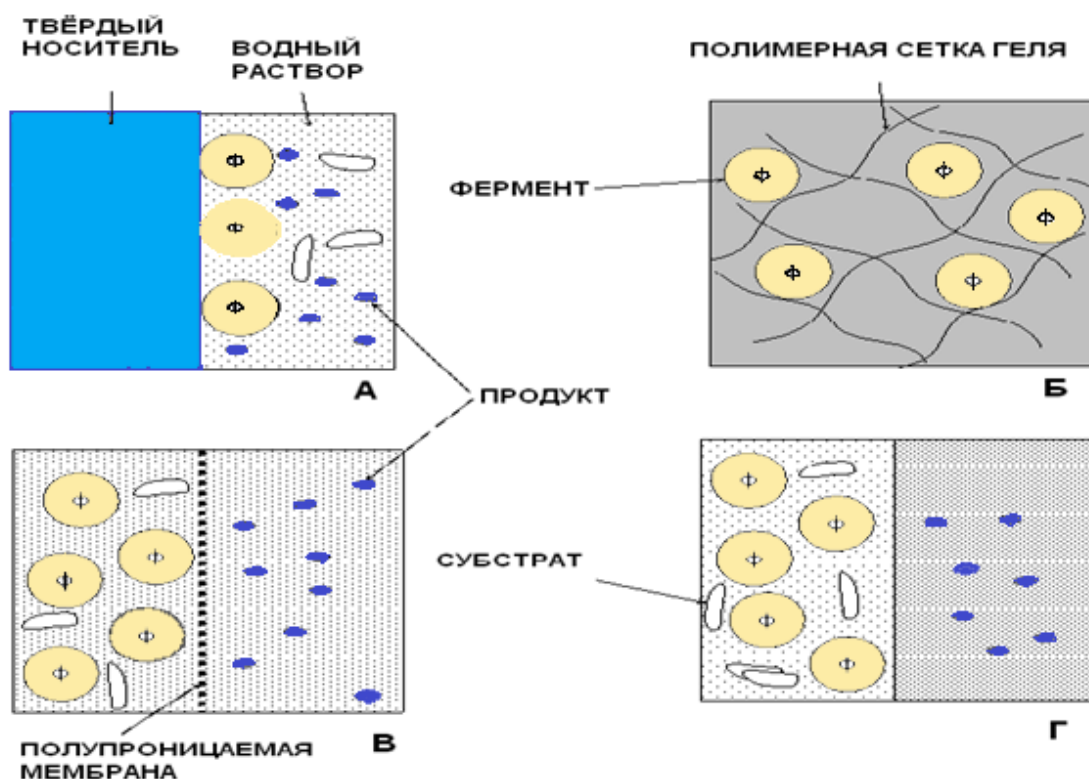 ТВЁРДЫЙ
НОСИТЕЛЬ
ВОДНЫЙ
РАСТВОР
ПОЛИМЕРНАЯ СЕТКА ГЕЛЯ
Ф
Ф
Ф
ФЕРМЕНТ
Ф
Ф
Ф
Ф
Ф
А
Б
ПРОДУКТ
Ф
Ф
Ф
Ф
Ф
СУБСТРАТ
Ф
Ф
Ф
Ф
Ф
ПОЛУПРОНИЦАЕМАЯ
МЕМБРАНА
В
Г